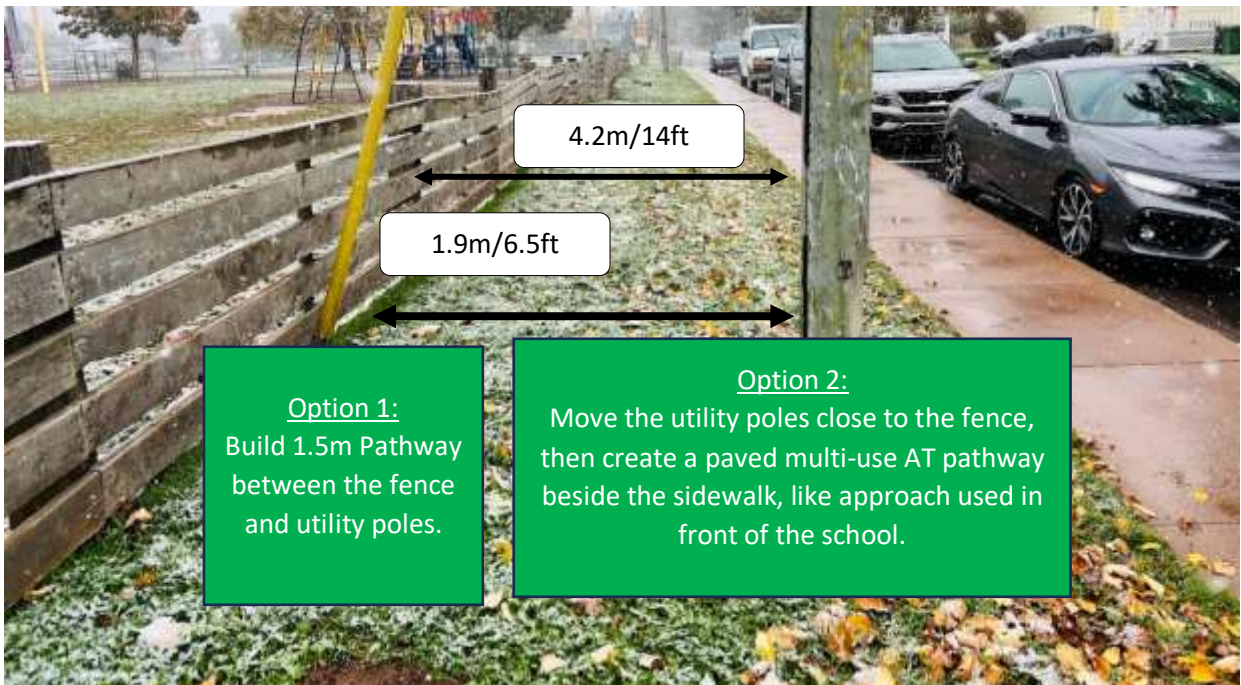 4.2m/14ft
1.9m/6.5ft
Option 1:
Build 1.5m Pathway
between the fence
and utility poles.
Option 2:
Move the utility poles close to the fence,
then create a paved multi-use AT pathway
beside the sidewalk, like approach used in
front of the school.